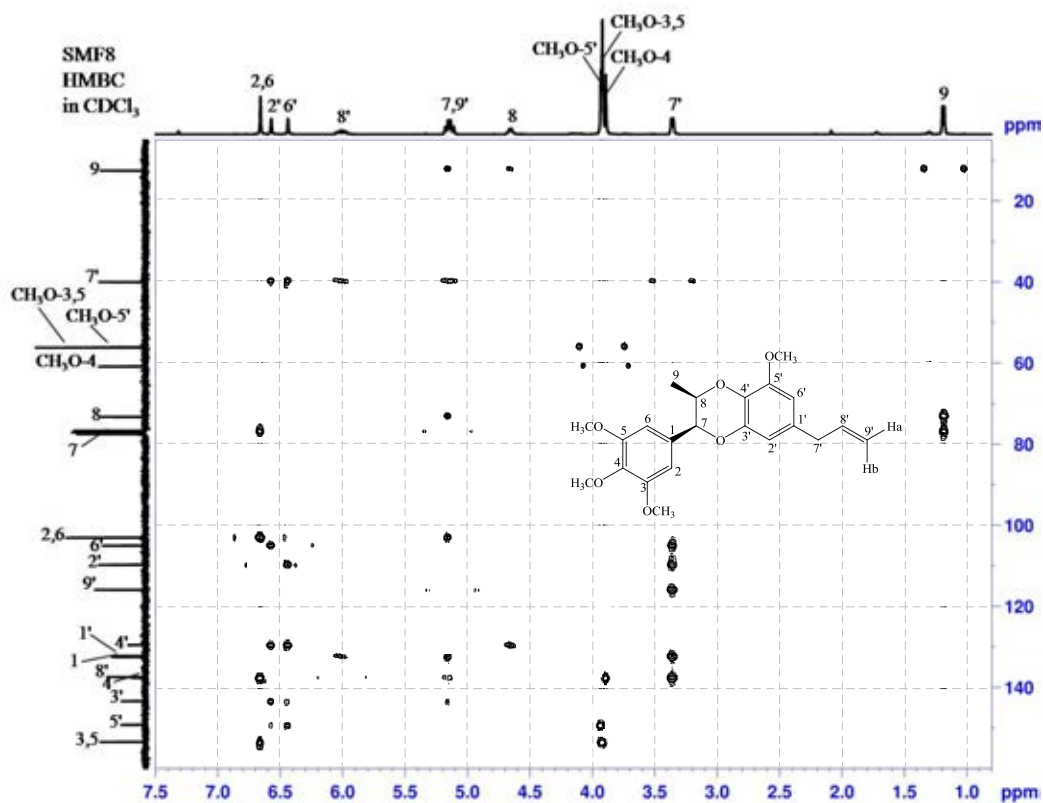 SMF8
HMBC
in CDCl3
CH3O-3,5
CH3O-5'
CH3O-4
2,6
2' 6'
8'
7,9'
8
7'
9
ppm
9
7'
CH3O-3,5
CH3O-5'
CH3O-4
8
7
2,6
6'
2'
9'
1'
4'
1
8'
4
3'
5'
3,5
20
40
60
80
100
120
140
OCH3
9
O
5'
4'
6'
8
8'
6
7
1'
9'
Ha
5
1
3'
H3CO
O
2'
7'
Hb
4
2
H3CO
3
OCH3
7.5 7.0 6.5 6.0 5.5 5.0 4.5 4.0 3.5 3.0 2.5 2.0 1.5 1.0 ppm